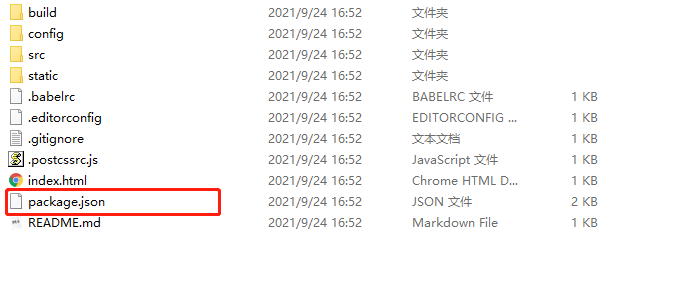 build 2021/9/24 16:52 文件夹
config 2021/9/24 16:52 文件夹
src 2021/9/24 16:52 文件夹
static 2021/9/24 16:52 文件夹
.babelrc 2021/9/24 16:52 BABELRC 文件 1 KB
.editorconfig 2021/9/24 16:52 EDITORCONFIG ... 1 KB
.gitignore 2021/9/24 16:52 文本文档 1 KB
.postcssrc.js 2021/9/24 16:52 JavaScript 文件 1 KB
index.html 2021/9/24 16:52 Chrome HTML D... 1 KB
package.json 2021/9/24 16:52 JSON 文件 2 KB
README.md 2021/9/24 16:52 Markdown File 1 KB